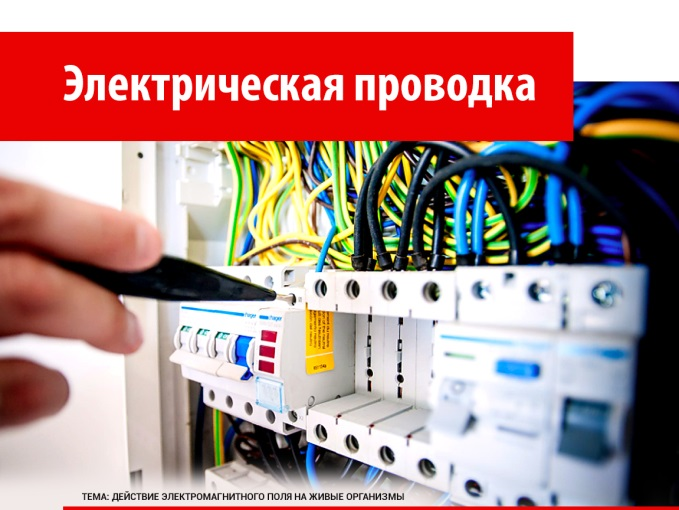 Электрическая проводка
ТЕМА: ДЕЙСТВИЕ ЭЛЕКТРОМАГНИТНОГО ПОЛЯ НА ЖИВЫЕ ОРГАНИЗМЫ